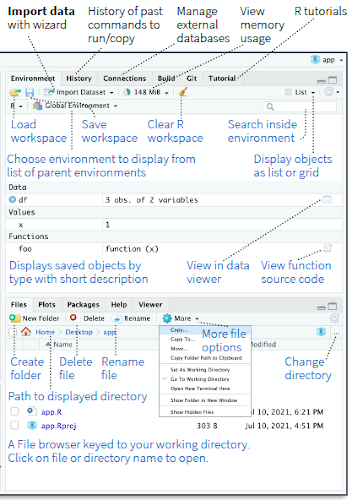 Import data
with wizard
History of past
commands to
run/copy
Manage
external
databases
View
memory
usage
R tutorials
app
Environment History Connections Build Git Tutorial
Import Dataset 148 MiB List
R Global Environment
Load
workspace
Save
workspace
Clear R
workspace
Search inside
environment
Choose environment to display from
list of parent environments
Display objects
as list or grid
Data
df 3 obs. of 2 variables
Values
x 1
Functions
foo function (x)
Displays saved objects by
type with short description
View in data
viewer
View function
source code
Files Plots Packages Help Viewer
New Folder Delete Rename More
Home Desktop app ...
Name Modified
Copy...
Copy To...
Move...
Copy Folder Path to Clipboard
Set As Working Directory
Go To Working Directory
Open New Terminal Here
Show Folder in New Window
Show Hidden Files
More file
options
Create
folder
Delete
file
Rename
file
Change
directory
Path to displayed directory
app.R Jul 10, 2021, 6:21 PM
app.Rproj 303 B Jul 10, 2021, 4:51 PM
A File browser keyed to your working directory.
Click on file or directory name to open.